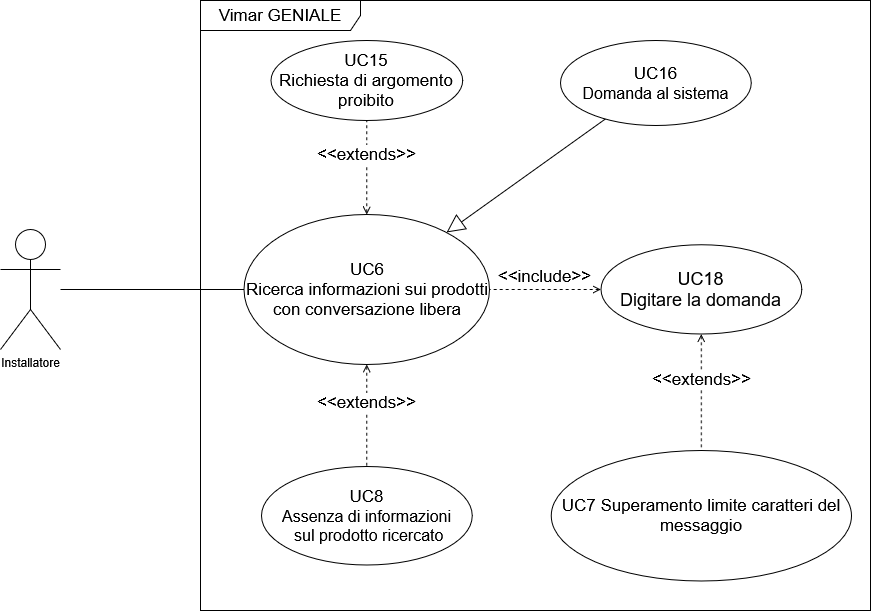 Vimar GENIALE
UC15
Richiesta di argomento
proibito
UC16
Domanda al sistema
<<extends>>
UC6
Ricerca informazioni sui prodotti
con conversazione libera
<<include>>
UC18
Digitare la domanda
Installatore
<<extends>>
<<extends>>
UC8
Assenza di informazioni
sul prodotto ricercato
UC7 Superamento limite caratteri del
messaggio